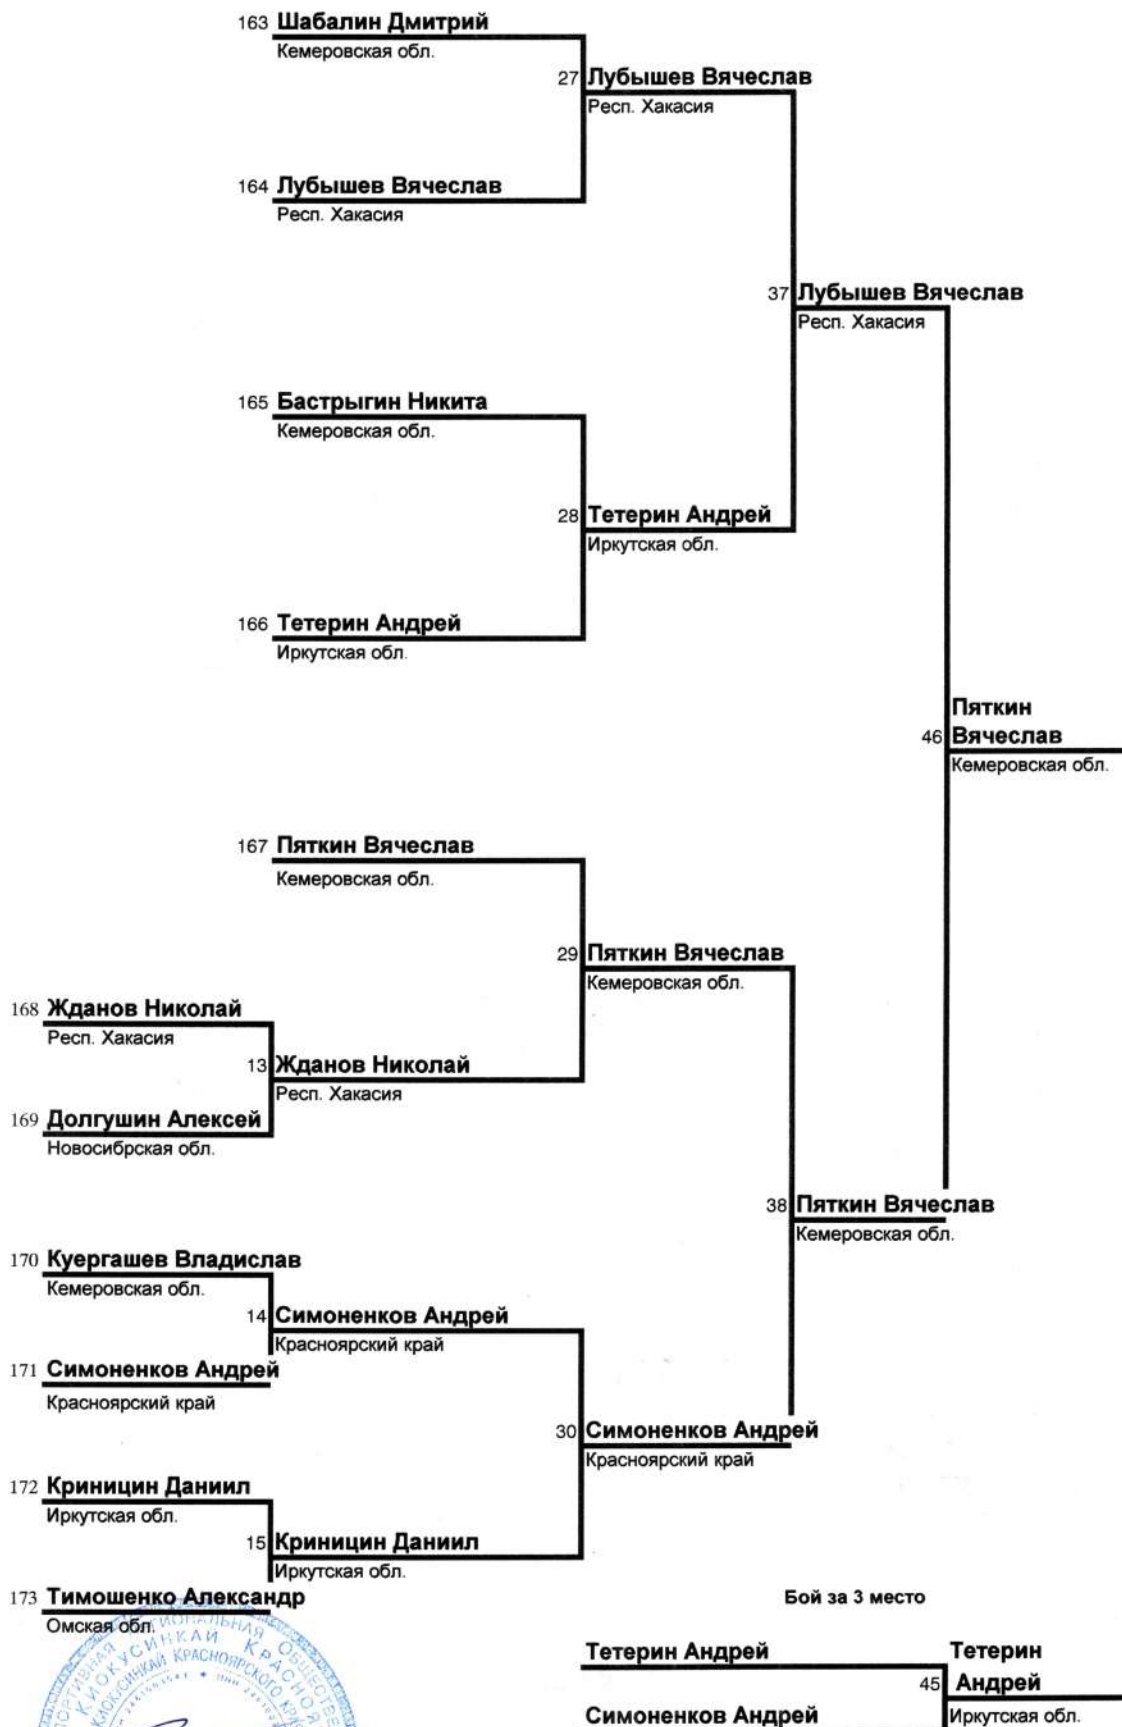 163 Шабалин Дмитрий
Кемеровская обл.
27 Лубышев Вячеслав
Респ. Хакасия
164 Лубышев Вячеслав
Респ. Хакасия
37 Лубышев Вячеслав
Респ. Хакасия
165 Бастрыгин Никита
Кемеровская обл.
28 Тетерин Андрей
Иркутская обл.
166 Тетерин Андрей
Иркутская обл.
Пяткин
46 Вячеслав
Кемеровская обл.
167 Пяткин Вячеслав
Кемеровская обл.
29 Пяткин Вячеслав
Кемеровская обл.
168 Жданов Николай
Респ. Хакасия
13 Жданов Николай
Респ. Хакасия
169 Долгушин Алексей
Новосибрская обл.
38 Пяткин Вячеслав
Кемеровская обл.
170 Куергашев Владислав
Кемеровская обл.
14 Симоненков Андрей
Красноярский край
171 Симоненков Андрей
Красноярский край
30 Симоненков Андрей
Красноярский край
172 Криницин Даниил
Иркутская обл.
15 Криницин Даниил
Иркутская обл.
173 Тимошенко Александр
Омская обл.
Бой за 3 место
Тетерин Андрей
Тетерин
45 Андрей
Иркутская обл.
Симоненков Андрей
КИОКУСИНКАЙ
КИОКУСИНКАЙ КРАСНОЯРСКОГО